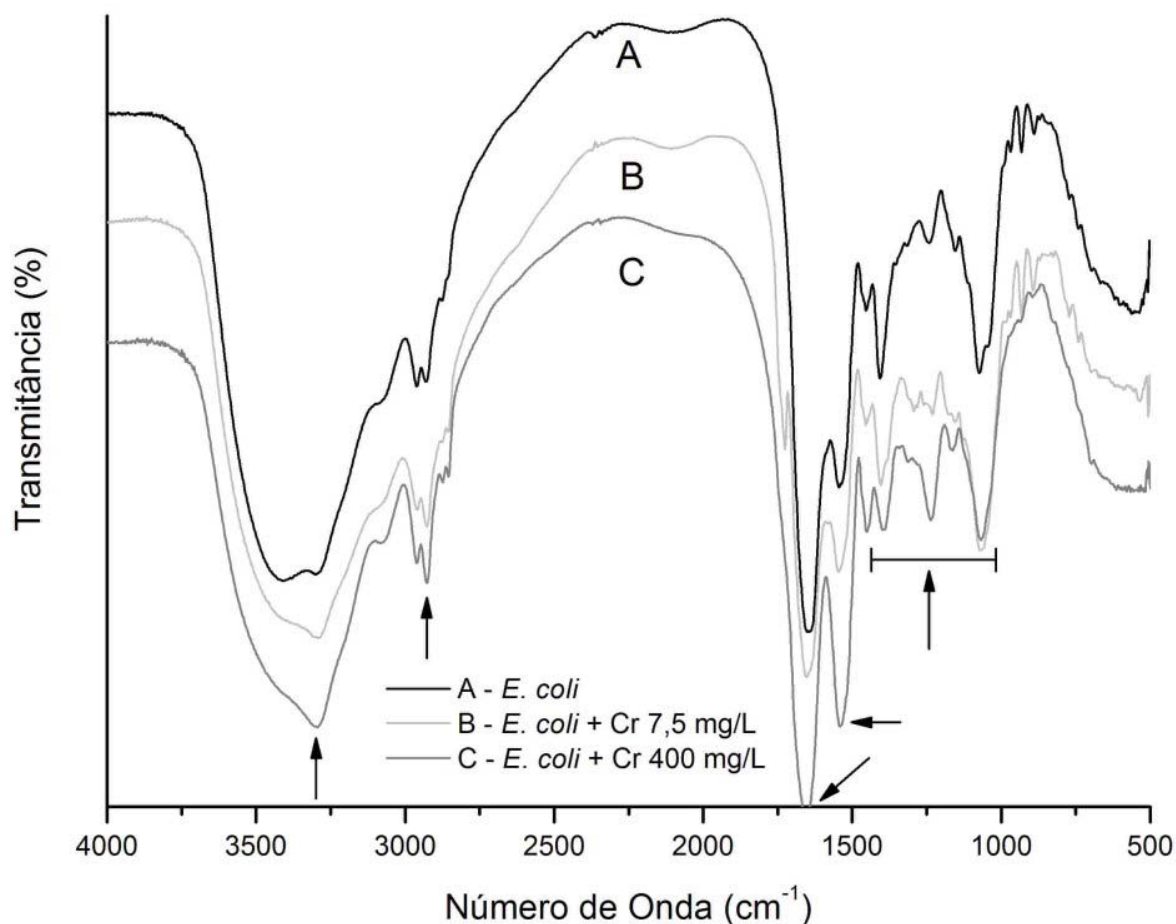 Transmitância (%)
A
B
C
A - E. coli
B - E. coli + Cr 7,5 mg/L
C - E. coli + Cr 400 mg/L
4000 3500 3000 2500 2000 1500 1000 500
Número de Onda (cm⁻¹)